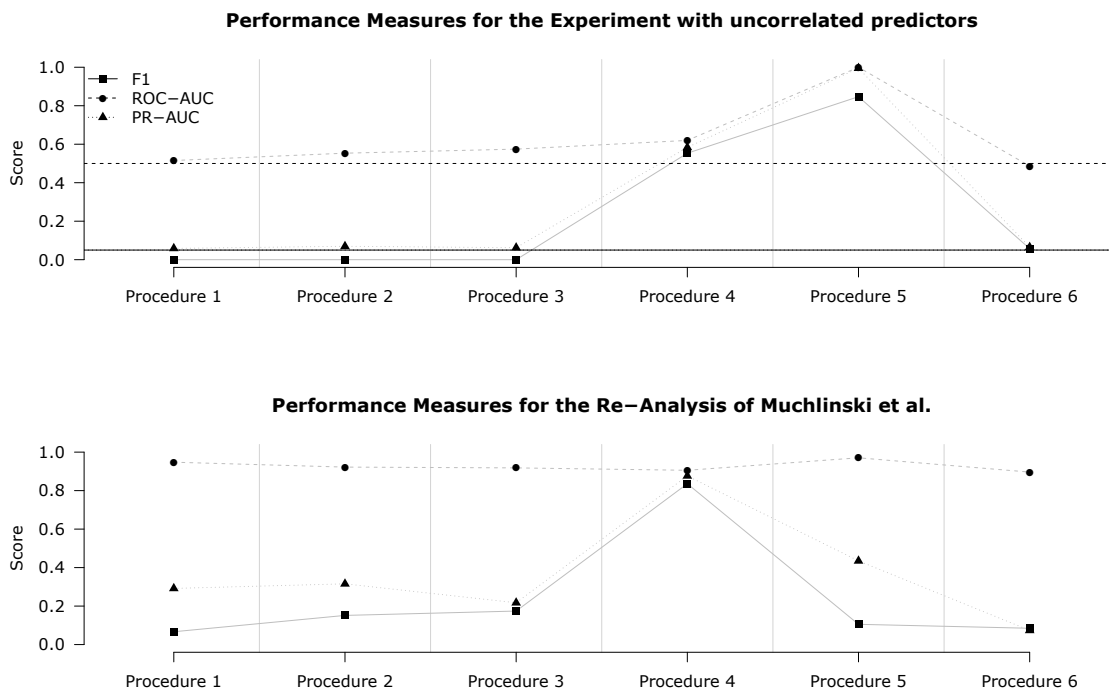 Performance Measures for the Experiment with uncorrelated predictors
1.0
0.8
0.6
0.4
0.2
0.0
Score
F1
ROC−AUC
PR−AUC
Procedure 1 Procedure 2 Procedure 3 Procedure 4 Procedure 5 Procedure 6
Performance Measures for the Re−Analysis of Muchlinski et al.
1.0
0.8
0.6
0.4
0.2
0.0
Score
Procedure 1 Procedure 2 Procedure 3 Procedure 4 Procedure 5 Procedure 6